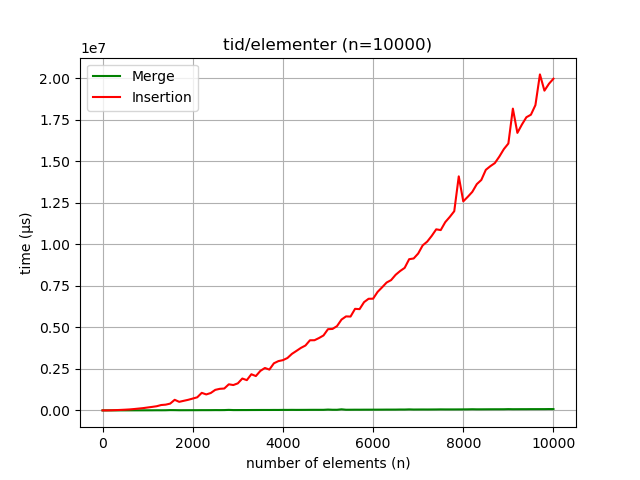 tid/elementer (n=10000)
1e7
Merge
Insertion
2.00
1.75
1.50
1.25
1.00
0.75
0.50
0.25
0.00
time (µs)
0 2000 4000 6000 8000 10000
number of elements (n)